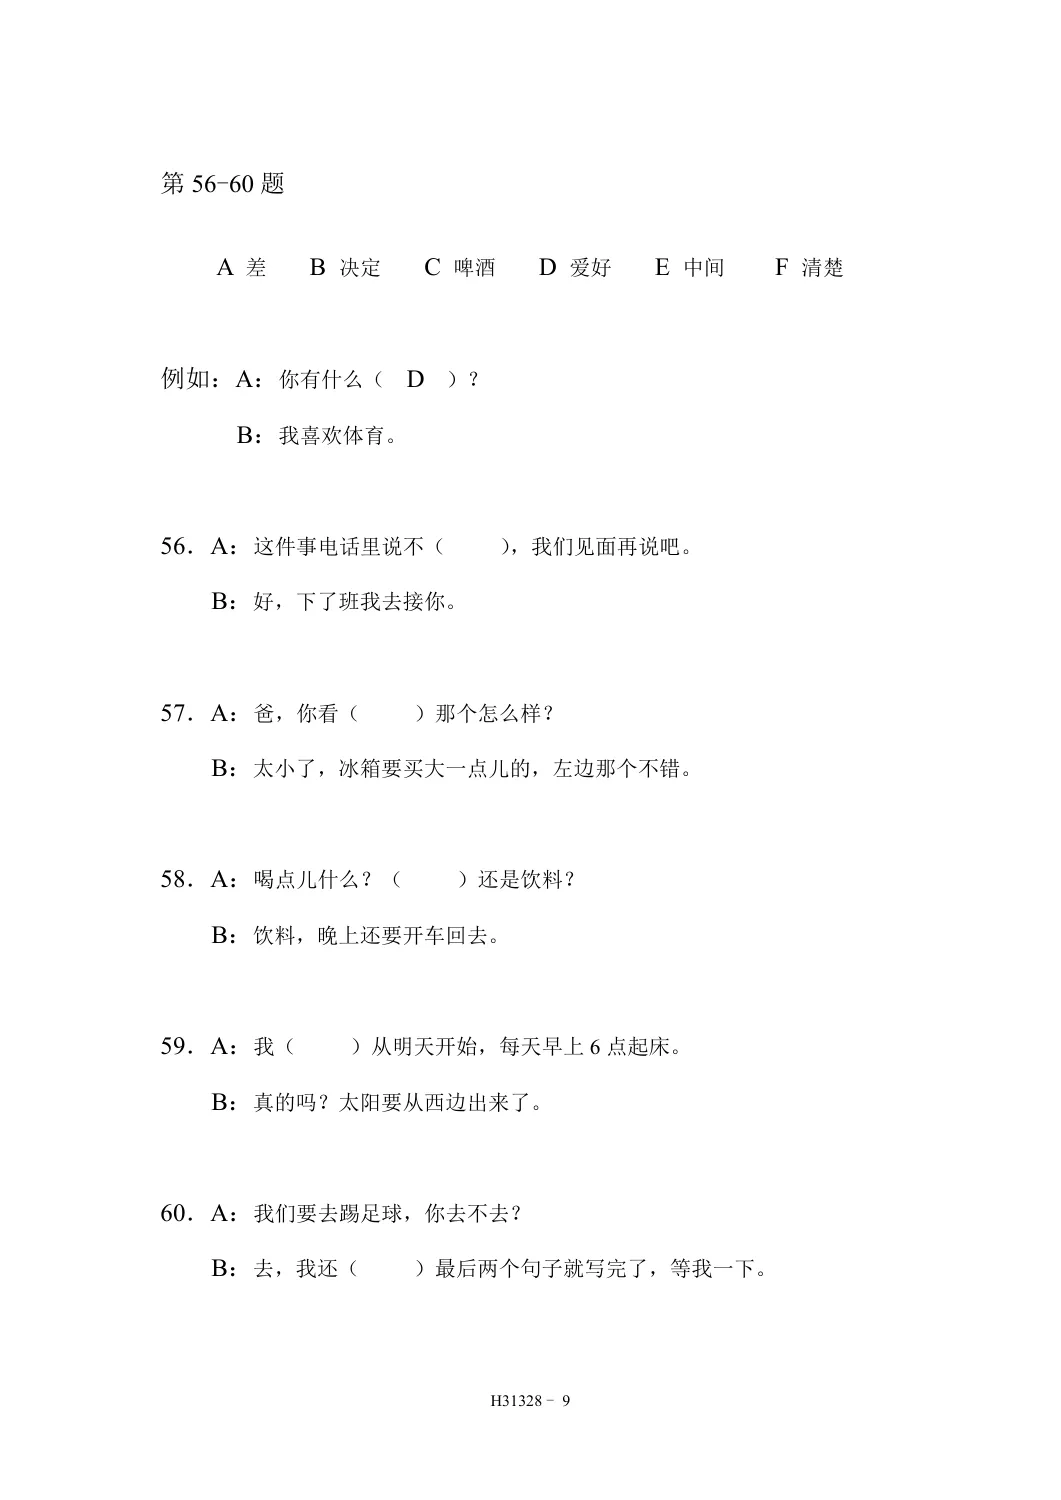 第 56-60 题
A 差 B 决定 C 啤酒 D 爱好 E 中间 F 清楚
例如：A：你有什么（ D ）？
B：我喜欢体育。
56．A：这件事电话里说不（ ），我们见面再说吧。
B：好，下了班我去接你。
57．A：爸，你看（ ）那个怎么样？
B：太小了，冰箱要买大一点儿的，左边那个不错。
58．A：喝点儿什么？（ ）还是饮料？
B：饮料，晚上还要开车回去。
59．A：我（ ）从明天开始，每天早上 6 点起床。
B：真的吗？太阳要从西边出来了。
60．A：我们要去踢足球，你去不去？
B：去，我还（ ）最后两个句子就写完了，等我一下。
H31328－ 9